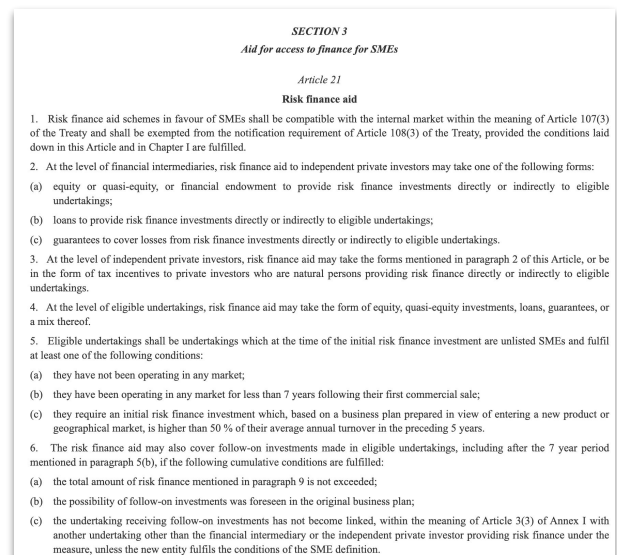 SECTION 3
Aid for access to finance for SMEs
Article 21
Risk finance aid
1. Risk finance aid schemes in favour of SMEs shall be compatible with the internal market within the meaning of Article 107(3)
of the Treaty and shall be exempted from the notification requirement of Article 108(3) of the Treaty, provided the conditions laid
down in this Article and in Chapter I are fulfilled.
2. At the level of financial intermediaries, risk finance aid to independent private investors may take one of the following forms:
(a) equity or quasi-equity, or financial endowment to provide risk finance investments directly or indirectly to eligible
undertakings;
(b) loans to provide risk finance investments directly or indirectly to eligible undertakings;
(c) guarantees to cover losses from risk finance investments directly or indirectly to eligible undertakings.
3. At the level of independent private investors, risk finance aid may take the forms mentioned in paragraph 2 of this Article, or be
in the form of tax incentives to private investors who are natural persons providing risk finance directly or indirectly to eligible
undertakings.
4. At the level of eligible undertakings, risk finance aid may take the form of equity, quasi-equity investments, loans, guarantees, or
a mix thereof.
5. Eligible undertakings shall be undertakings which at the time of the initial risk finance investment are unlisted SMEs and fulfil
at least one of the following conditions:
(a) they have not been operating in any market;
(b) they have been operating in any market for less than 7 years following their first commercial sale;
(c) they require an initial risk finance investment which, based on a business plan prepared in view of entering a new product or
geographical market, is higher than 50 % of their average annual turnover in the preceding 5 years.
6. The risk finance aid may also cover follow-on investments made in eligible undertakings, including after the 7 year period
mentioned in paragraph 5(b), if the following cumulative conditions are fulfilled:
(a) the total amount of risk finance mentioned in paragraph 9 is not exceeded;
(b) the possibility of follow-on investments was foreseen in the original business plan;
(c) the undertaking receiving follow-on investments has not become linked, within the meaning of Article 3(3) of Annex I with
another undertaking other than the financial intermediary or the independent private investor providing risk finance under the
measure, unless the new entity fulfils the conditions of the SME definition.